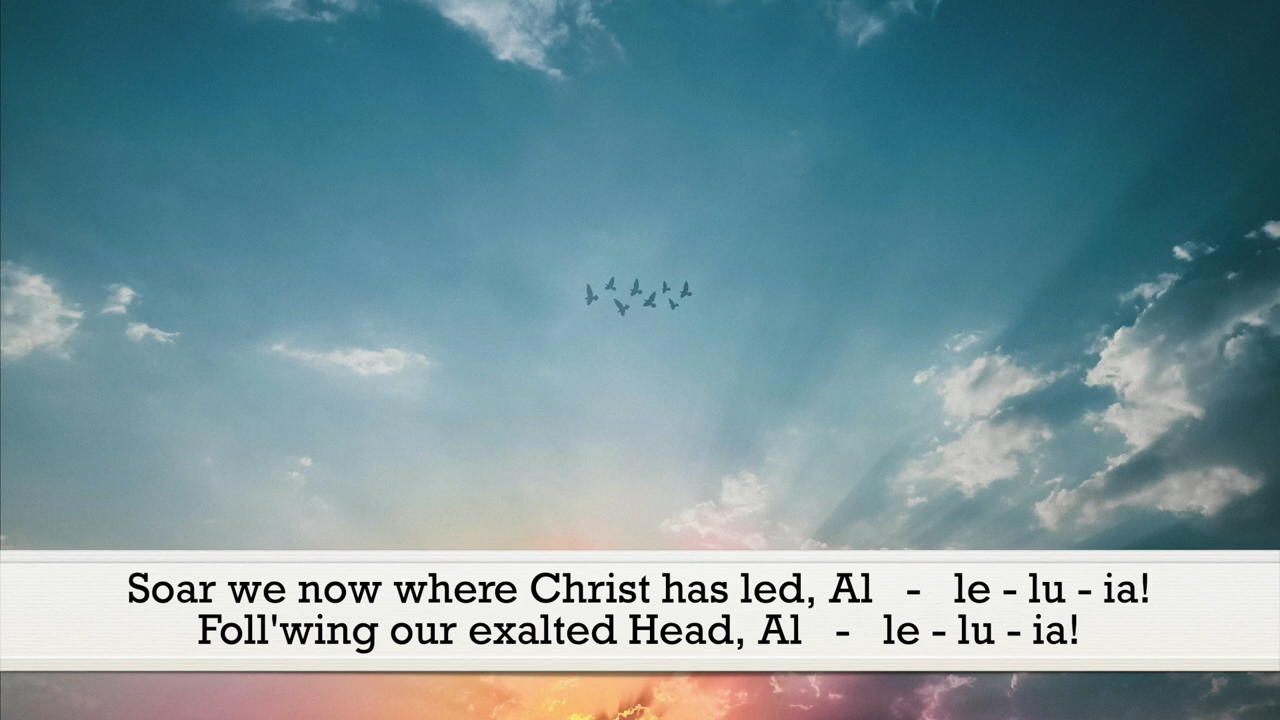 Soar we now where Christ has led, Al - le - lu - ia!
Foll'wing our exalted Head, Al - le - lu - ia!